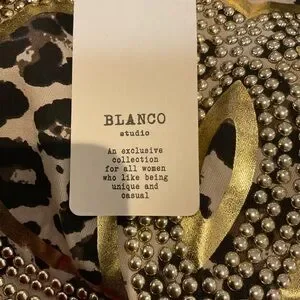 BLANCO
studio
An exclusive
collection
for all women
who like being
unique and
casual